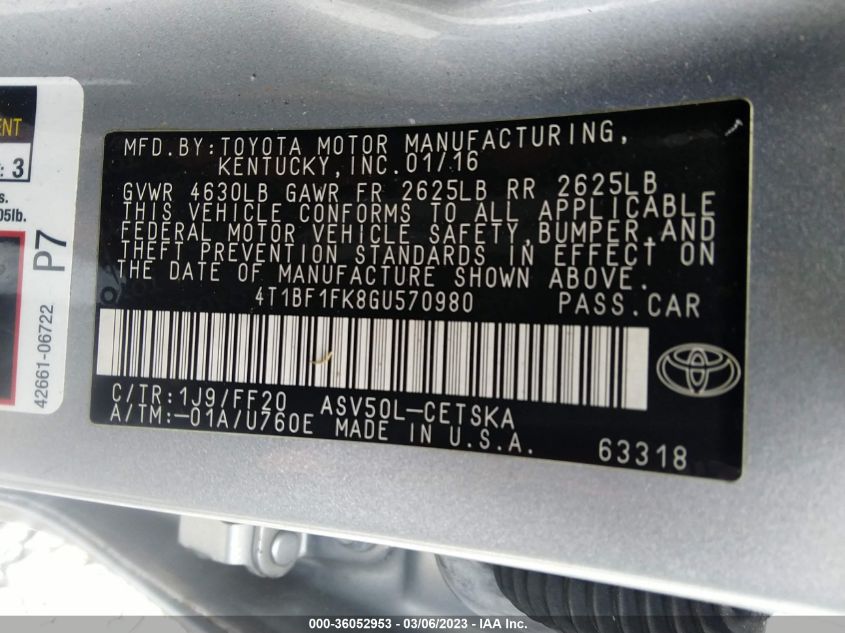 MFD.BY:TOYOTA MOTOR MANUFACTURING,
KENTUCKY,INC.01/16
GVWR 4630LB GAWR FR 2625LB RR 2625LB
THIS VEHICLE CONFORMS TO ALL APPLICABLE
FEDERAL MOTOR VEHICLE SAFETY,BUMPER,AND
THEFT PREVENTION STANDARDS IN EFFECT ON
THE DATE OF MANUFACTURE SHOWN ABOVE.
4T1BF1FK8GU570980 PASS.CAR
C/TR:1J9/FF20 ASV50L-CETSKA
A/TM:-01A/U760E MADE IN U.S.A.
63318
: 3
P7
42661-06722
000-36052953 - 03/06/2023 - IAA Inc.